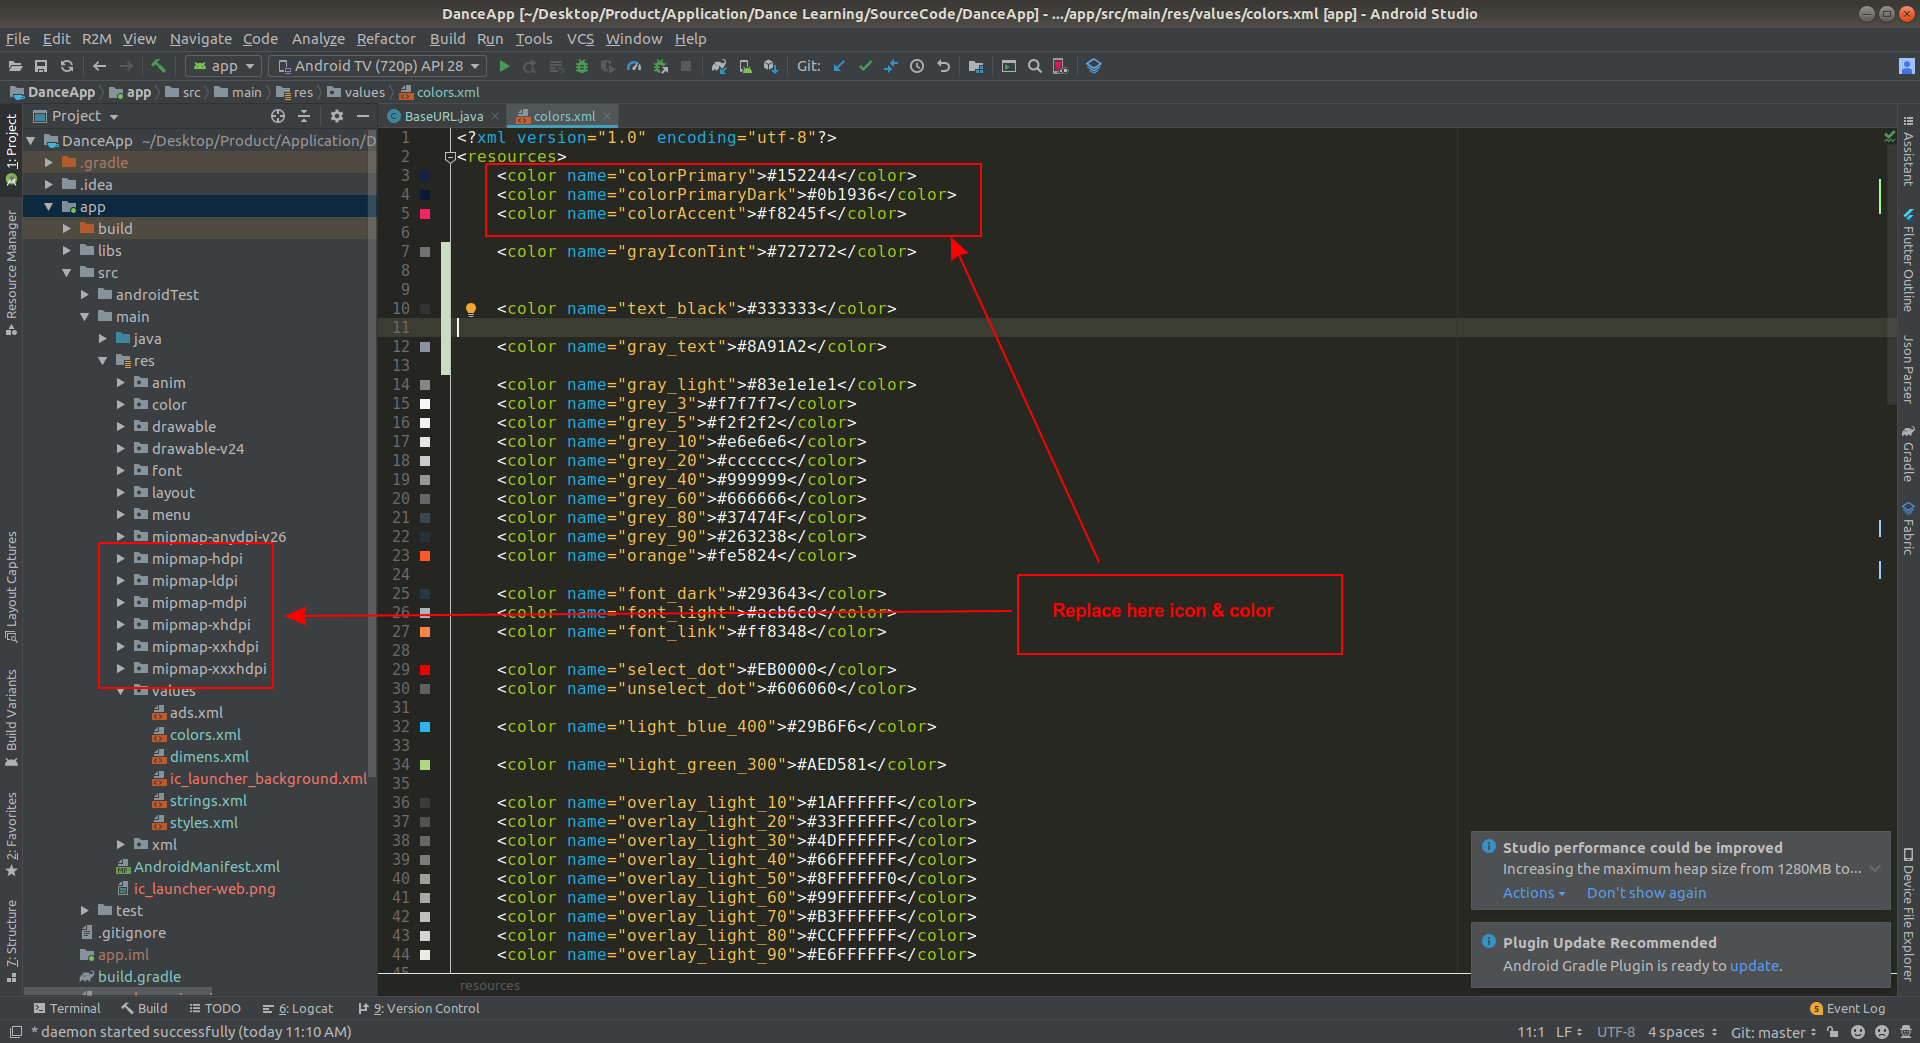 DanceApp [~/Desktop/Product/Application/Dance Learning/SourceCode/DanceApp] - .../app/src/main/res/values/colors.xml [app] - Android Studio
File Edit R2M View Navigate Code Analyze Refactor Build Run Tools VCS Window Help
app Android TV (720p) API 28 Git:
DanceApp app src main res values colors.xml
Project
BaseURL.java colors.xml
1: Project
Resource Manager
Layout Captures
Build Variants
2: Favorites
7: Structure
DanceApp ~/Desktop/Product/Application/D
.gradle
.idea
app
build
libs
src
androidTest
main
java
res
anim
color
drawable
drawable-v24
font
layout
menu
mipmap-anydpi-v26
mipmap-hdpi
mipmap-ldpi
mipmap-mdpi
mipmap-xhdpi
mipmap-xxhdpi
mipmap-xxxhdpi
values
ads.xml
colors.xml
dimens.xml
ic_launcher_background.xml
strings.xml
styles.xml
xml
AndroidManifest.xml
ic_launcher-web.png
test
.gitignore
app.iml
build.gradle
1 <?xml version="1.0" encoding="utf-8"?>
2 <resources>
3 <color name="colorPrimary">#152244</color>
4 <color name="colorPrimaryDark">#0b1936</color>
5 <color name="colorAccent">#f8245f</color>
6
7 <color name="grayIconTint">#727272</color>
8
9
10 <color name="text_black">#333333</color>
11
12 <color name="gray_text">#8A91A2</color>
13
14 <color name="gray_light">#83e1e1e1</color>
15 <color name="grey_3">#f7f7f7</color>
16 <color name="grey_5">#f2f2f2</color>
17 <color name="grey_10">#e6e6e6</color>
18 <color name="grey_20">#cccccc</color>
19 <color name="grey_40">#999999</color>
20 <color name="grey_60">#666666</color>
21 <color name="grey_80">#37474F</color>
22 <color name="grey_90">#263238</color>
23 <color name="orange">#fe5824</color>
24
25 <color name="font_dark">#293643</color>
26 <color name="font_light">#acb6c0</color>
27 <color name="font_link">#ff8348</color>
28
29 <color name="select_dot">#EB0000</color>
30 <color name="unselect_dot">#606060</color>
31
32 <color name="light_blue_400">#29B6F6</color>
33
34 <color name="light_green_300">#AED581</color>
35
36 <color name="overlay_light_10">#1AFFFFFF</color>
37 <color name="overlay_light_20">#33FFFFFF</color>
38 <color name="overlay_light_30">#4DFFFFFF</color>
39 <color name="overlay_light_40">#66FFFFFF</color>
40 <color name="overlay_light_50">#8FFFFFF0</color>
41 <color name="overlay_light_60">#99FFFFFF</color>
42 <color name="overlay_light_70">#B3FFFFFF</color>
43 <color name="overlay_light_80">#CCFFFFFF</color>
44 <color name="overlay_light_90">#E6FFFFFF</color>
45
Replace here icon & color
resources
Studio performance could be improved
Increasing the maximum heap size from 1280MB to...
Actions Don't show again
Plugin Update Recommended
Android Gradle Plugin is ready to update.
Assistant
Flutter Outline
Json Parser
Gradle
Fabric
Device File Explorer
Terminal Build TODO 6: Logcat 9: Version Control 5 Event Log
* daemon started successfully (today 11:10 AM) 11:1 LF UTF-8 4 spaces Git: master